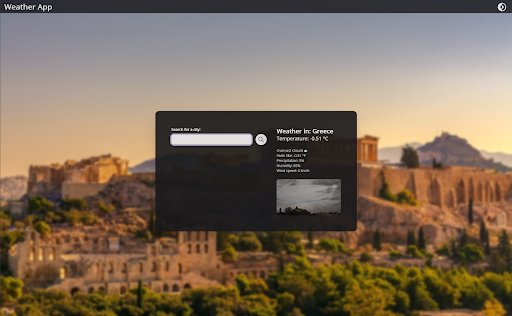 Weather App
Search for a city:
Weather in: Greece
Temperature: -0.51 °C
Overcast Clouds
Feels like: -0.51 °F
Precipitation: 0%
Humidity: 85%
Wind speed: 0 km/h